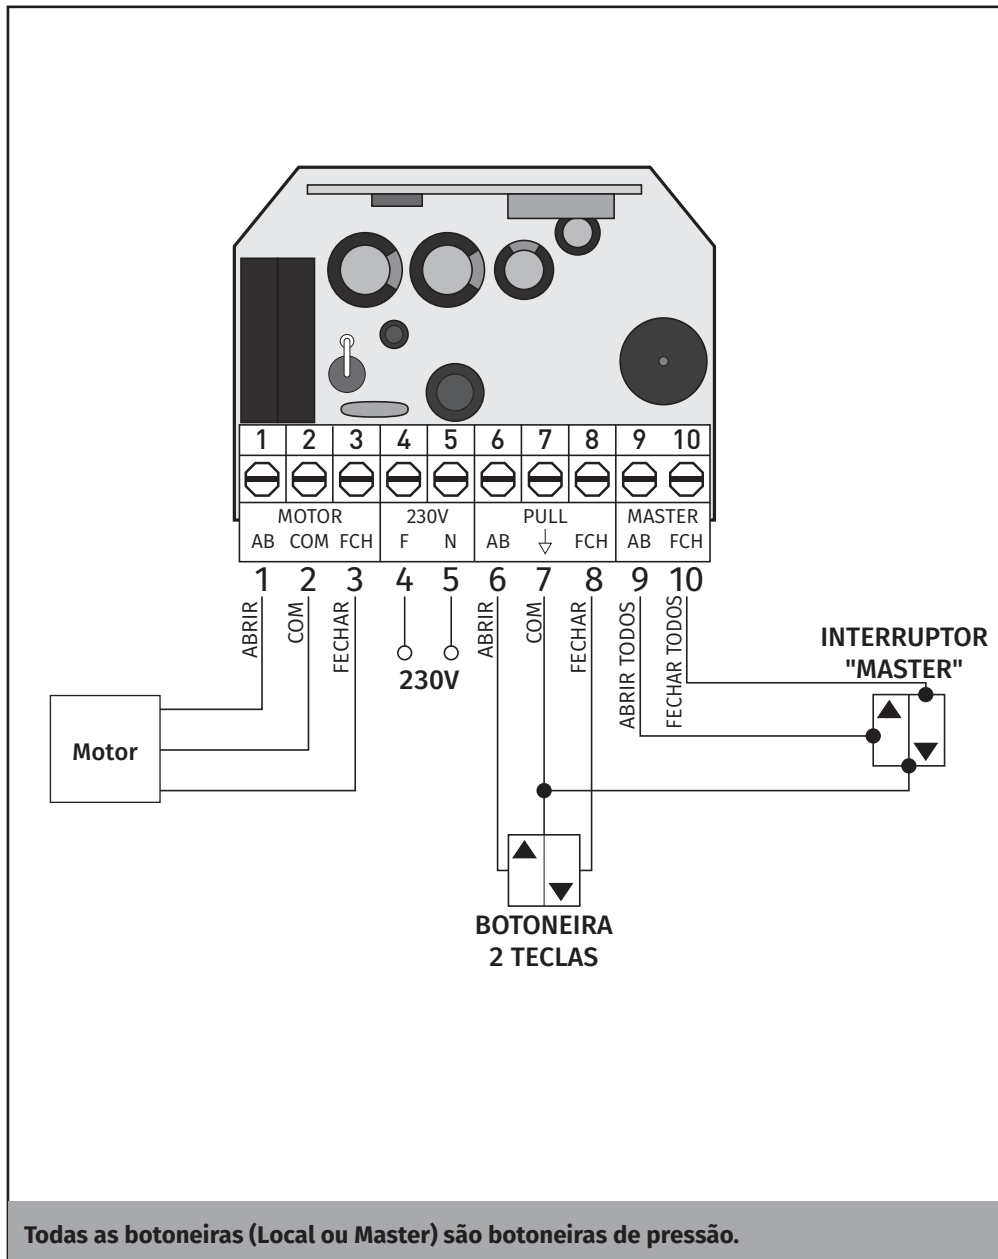 1 2 3 4 5 6 7 8 9 10
MOTOR 230V PULL MASTER
AB COM FCH F N AB FCH AB FCH
1 2 3 4 5 6 7 8 9 10
ABRIR
COM
FECHAR
230V
ABRIR
COM
FECHAR
ABRIR TODOS
FECHAR TODOS
INTERRUPTOR
"MASTER"
Motor
BOTONEIRA
2 TECLAS
Todas as botoneiras (Local ou Master) são botoneiras de pressão.